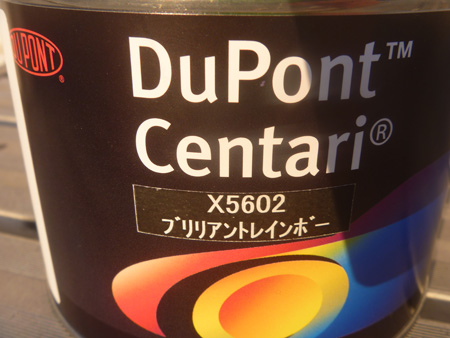 DUPONT®
DuPont™
Centari®
X5602
ﾌﾞﾘﾘｱﾝﾄﾚｲﾝﾎﾞｰ